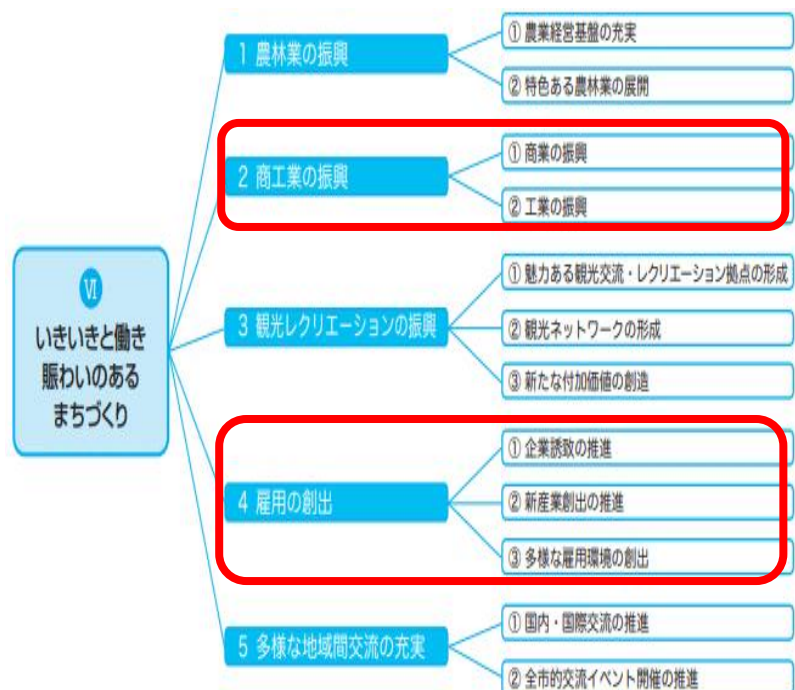 Ⅵ
いきいきと働き
賑わいのある
まちづくり
1 農林業の振興
① 農業経営基盤の充実
② 特色ある農林業の展開
2 商工業の振興
① 商業の振興
② 工業の振興
3 観光レクリエーションの振興
① 魅力ある観光交流・レクリエーション拠点の形成
② 観光ネットワークの形成
③ 新たな付加価値の創造
4 雇用の創出
① 企業誘致の推進
② 新産業創出の推進
③ 多様な雇用環境の創出
5 多様な地域間交流の充実
① 国内・国際交流の推進
② 全市的交流イベント開催の推進